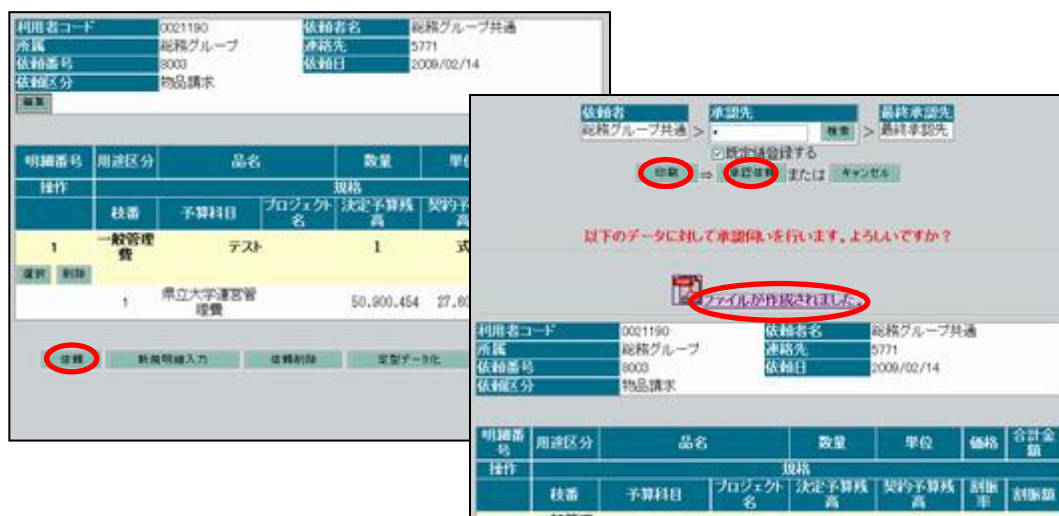 利用者コード 0021190 依頼者名 総務グループ共通
所属 総務グループ 連絡先 5771
依頼番号 8003 依頼日 2009/02/14
依頼区分 物品請求
編集
明細番号 用途区分 品名 数量
操作 規格
枝番 予算科目 プロジェクト名 決定予算残高
1 一般管理費 テスト 1 式
選択 削除
1 県立大学運営管理費 50,900,454
依頼 新規明細入力 依頼削除 定型データ化
依頼者 承認先 最終承認先
総務グループ共通 > 検索 > 最終承認先
既定値登録する
印刷 ⇒ 承認依頼 または キャンセル
以下のデータに対して承認伺いを行います。よろしいですか？
ファイルが作成されました。
利用者コード 0021190 依頼者名 総務グループ共通
所属 総務グループ 連絡先 5771
依頼番号 8003 依頼日 2009/02/14
依頼区分 物品請求
明細番号 用途区分 品名 数量 単位 価格 合計金額
操作 規格
枝番 予算科目 プロジェクト名 決定予算残高 契約予算残高 割振率 割振額